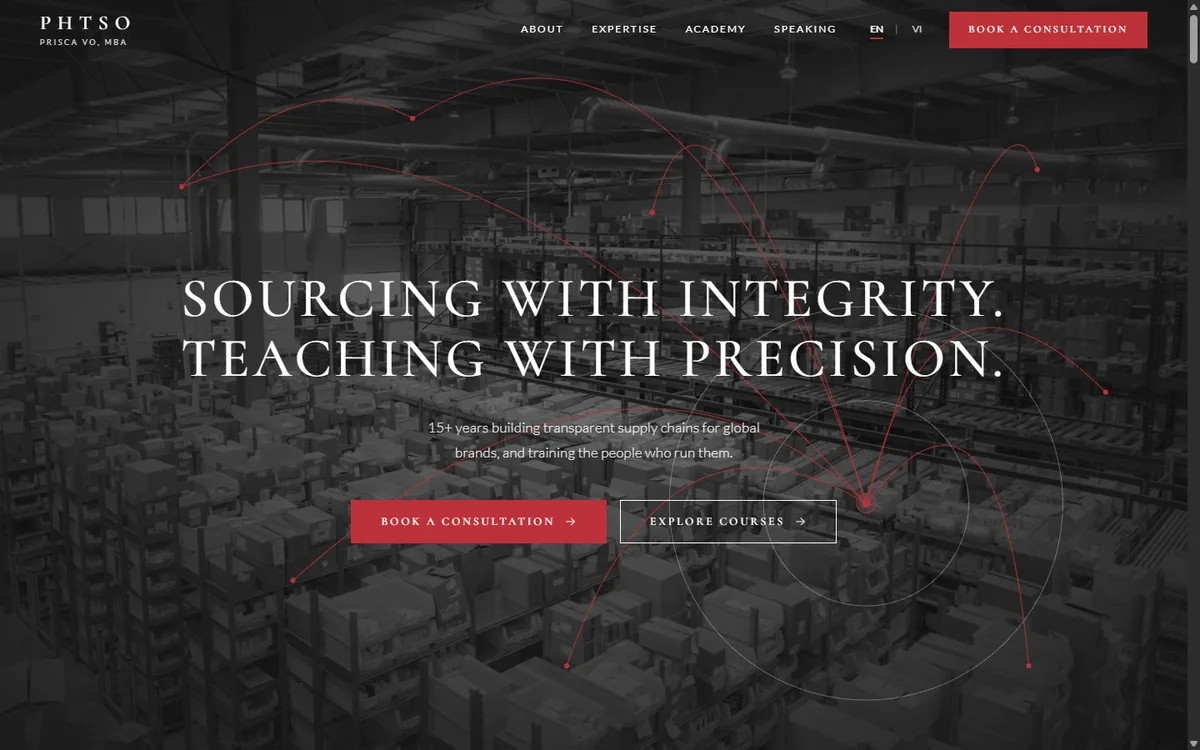 PHTSO
PRISCA VO, MBA
ABOUT EXPERTISE ACADEMY SPEAKING EN | VI BOOK A CONSULTATION
SOURCING WITH INTEGRITY.
TEACHING WITH PRECISION.
15+ years building transparent supply chains for global
brands, and training the people who run them.
BOOK A CONSULTATION → EXPLORE COURSES →